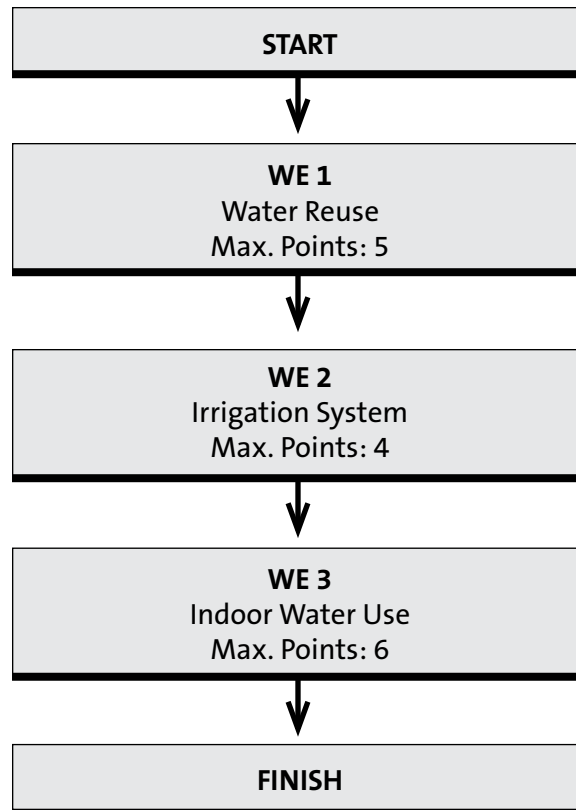 START
WE 1
Water Reuse
Max. Points: 5
WE 2
Irrigation System
Max. Points: 4
WE 3
Indoor Water Use
Max. Points: 6
FINISH